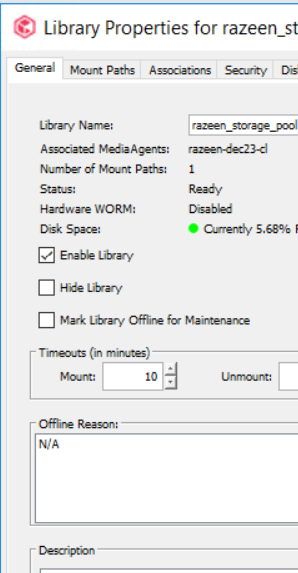 Library Properties for razeen_st
General Mount Paths Associations Security Dis
Library Name: razeen_storage_pool
Associated MediaAgents: razeen-dec23-cl
Number of Mount Paths: 1
Status: Ready
Hardware WORM: Disabled
Disk Space: Currently 5.68% F
Enable Library
Hide Library
Mark Library Offline for Maintenance
Timeouts (in minutes)
Mount: 10 Unmount:
Offline Reason:
N/A
Description